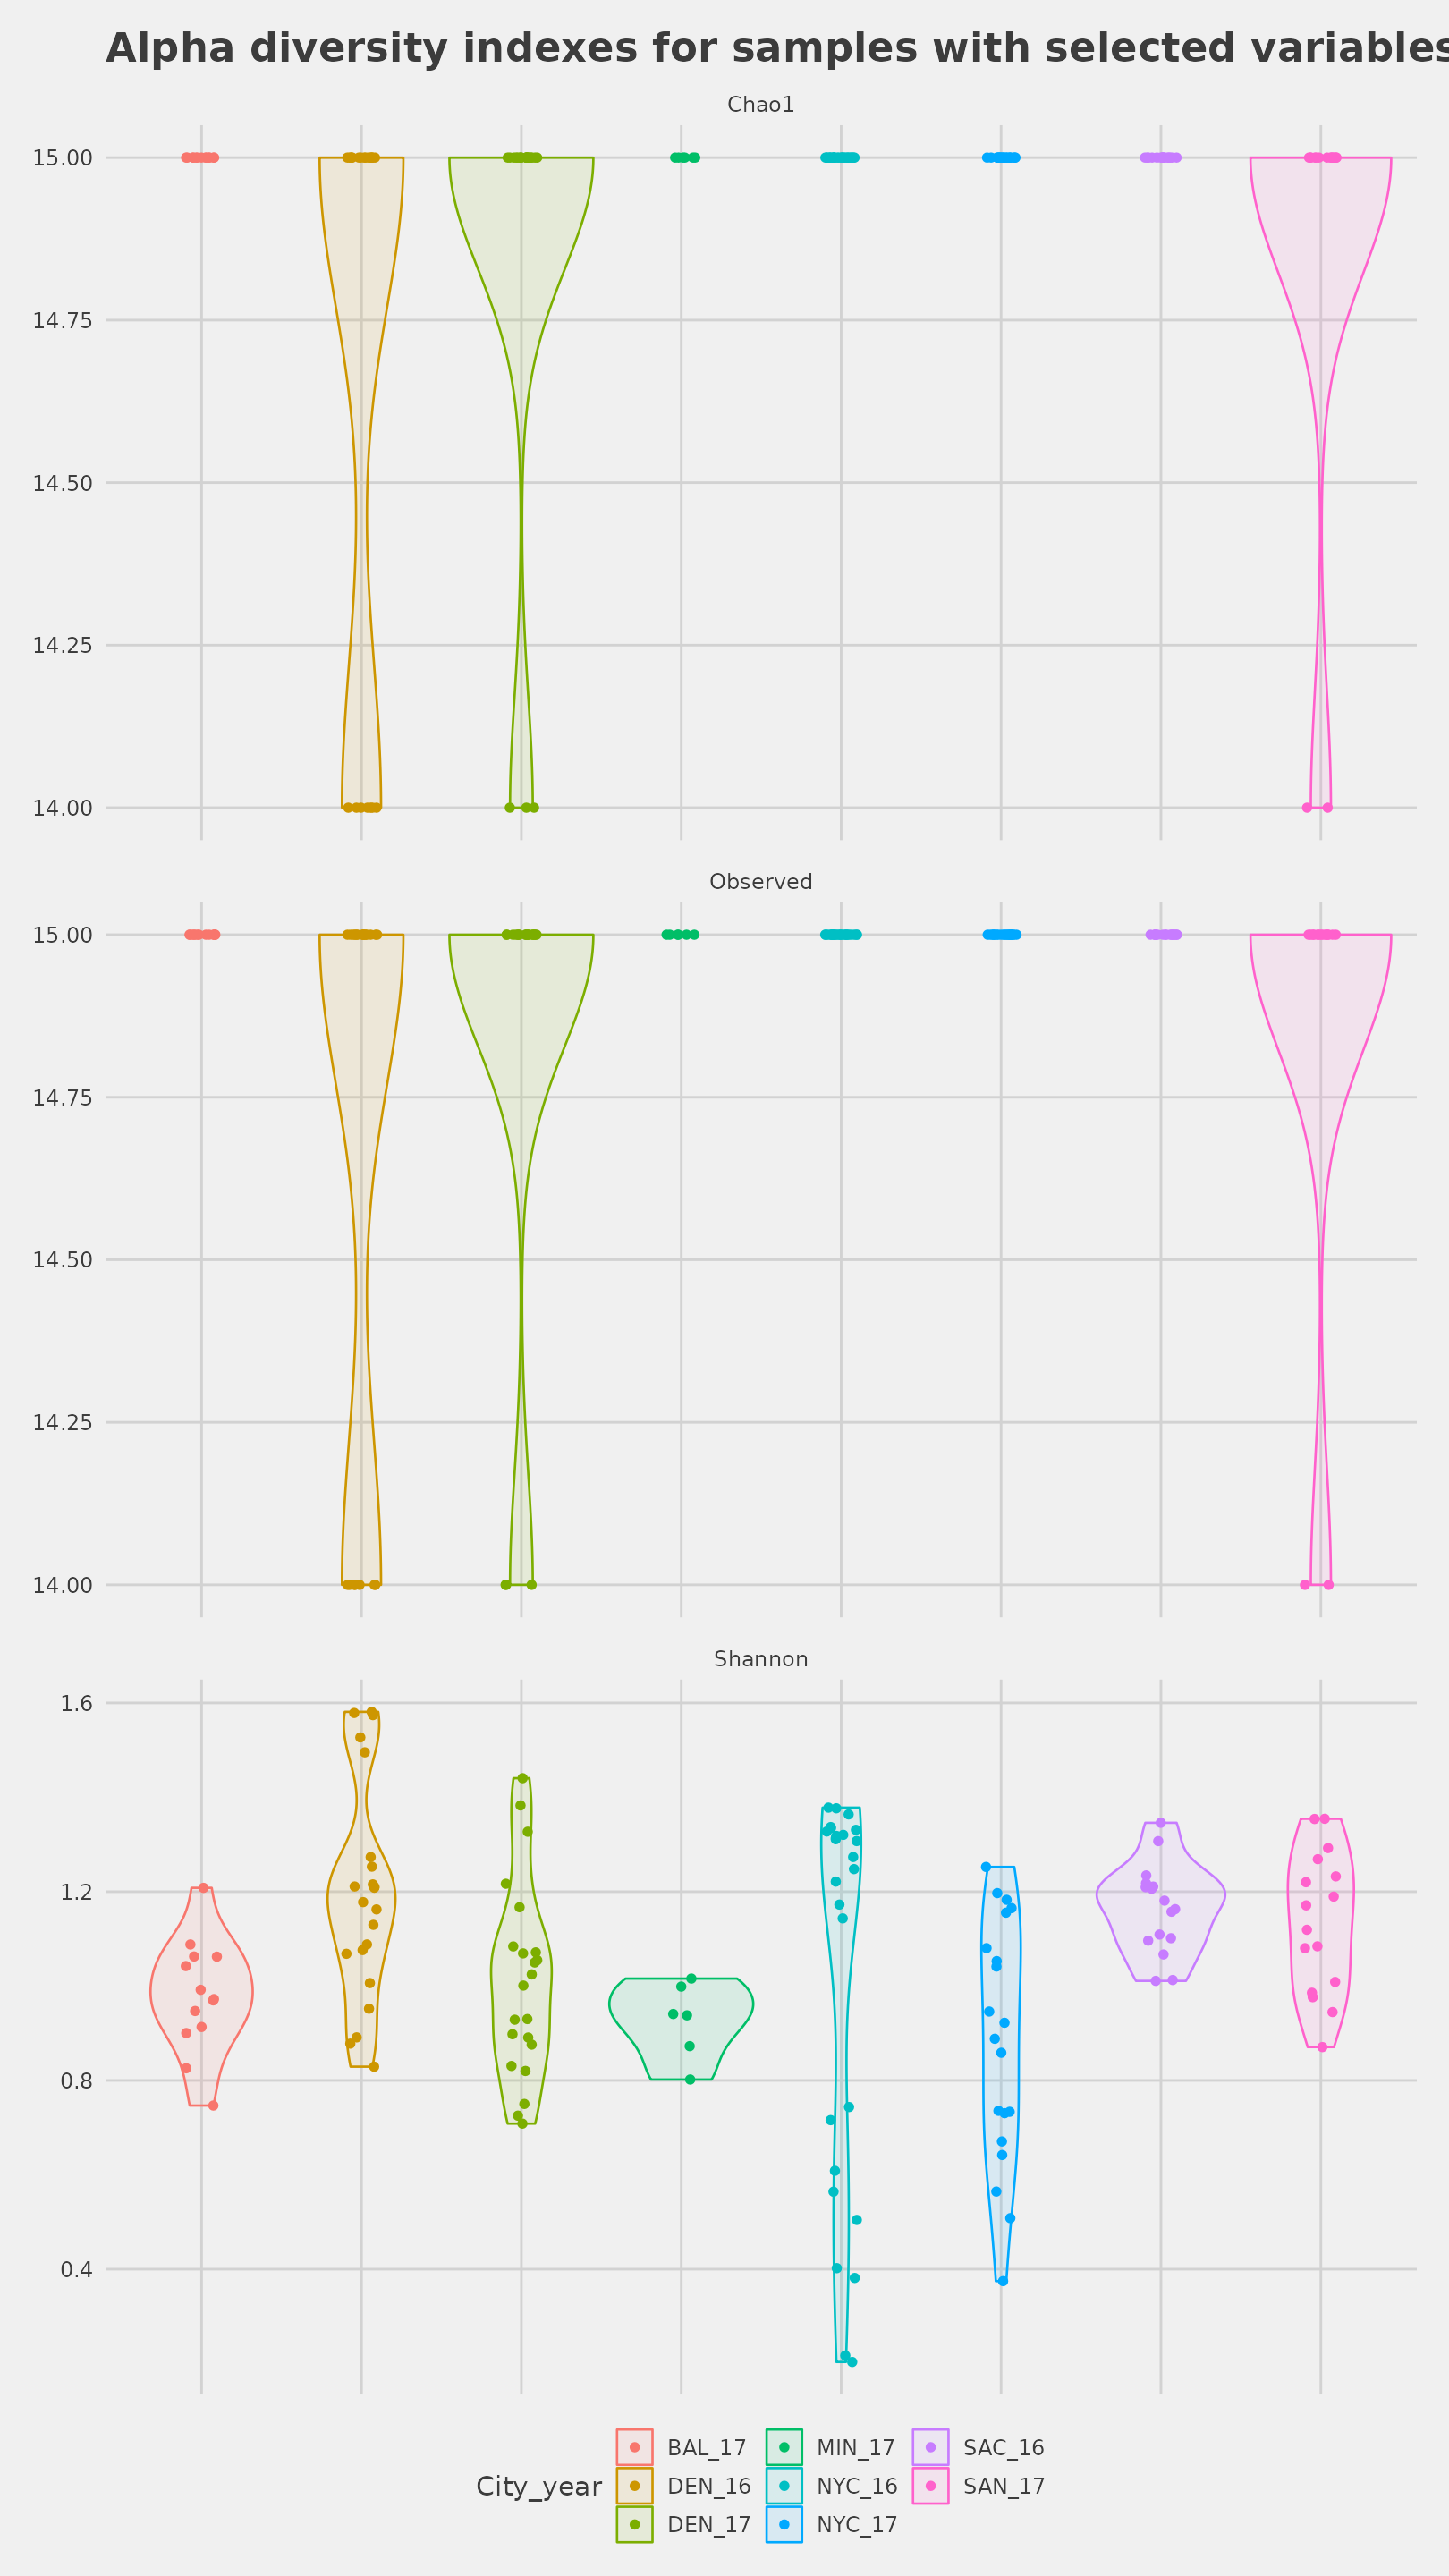 Alpha diversity indexes for samples with selected variables
Chao1
15.00
14.75
14.50
14.25
14.00
Observed
15.00
14.75
14.50
14.25
14.00
Shannon
1.6
1.2
0.8
0.4
City_year
BAL_17 MIN_17 SAC_16
DEN_16 NYC_16 SAN_17
DEN_17 NYC_17